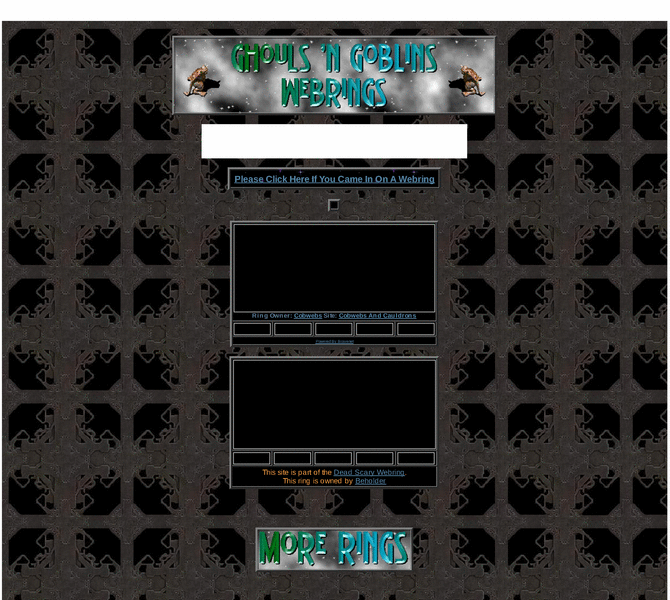 GHOULS 'N GOBLINS
WEBRINGS
Please Click Here If You Came In On A Webring
Ring Owner: Cobwebs Site: Cobwebs And Cauldrons
This site is part of the Dead Scary Webring.
This ring is owned by Beholder
MORE RINGS